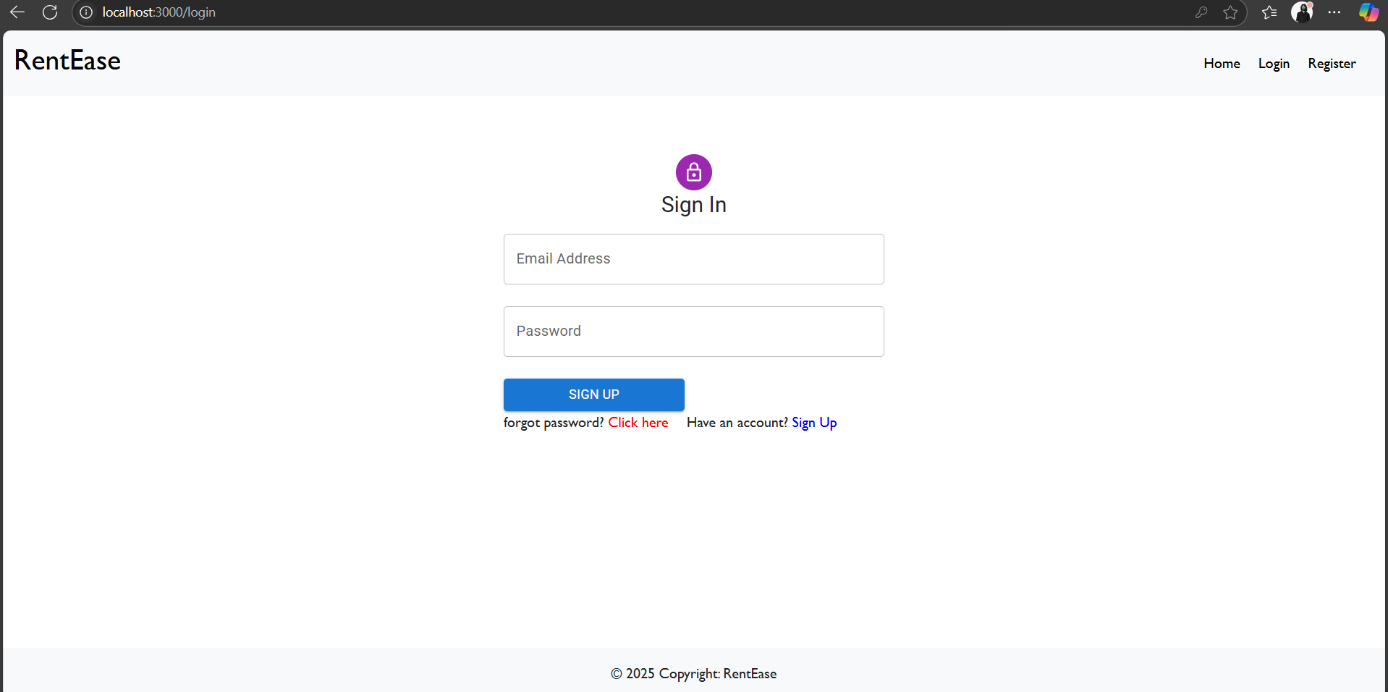 localhost:3000/login
RentEase
Home Login Register
Sign In
Email Address
Password
SIGN UP
forgot password? Click here Have an account? Sign Up
© 2025 Copyright: RentEase